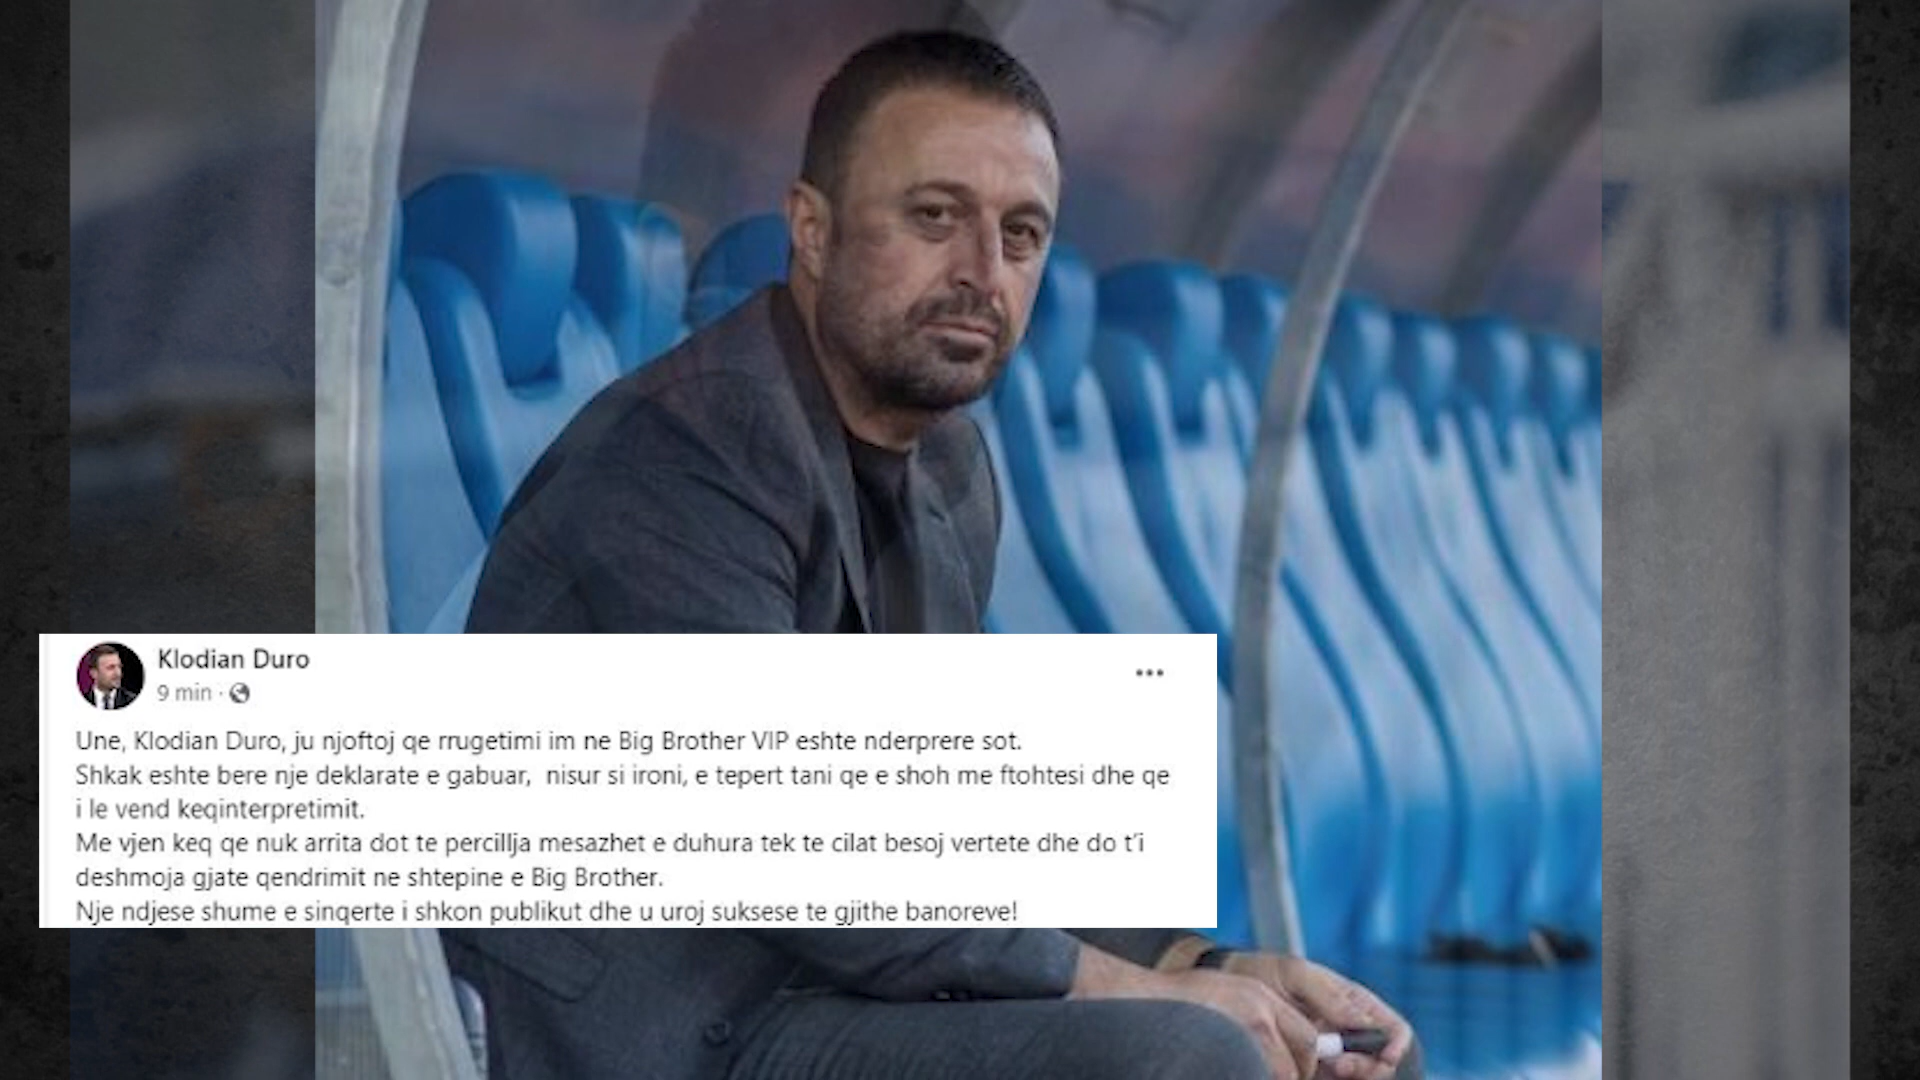 Klodian Duro
9 min ·
Une, Klodian Duro, ju njoftoj qe rrugetimi im ne Big Brother VIP eshte nderprere sot.
Shkak eshte bere nje deklarate e gabuar, nisur si ironi, e tepert tani qe e shoh me ftohtesi dhe qe
i le vend keqinterpretimit.
Me vjen keq qe nuk arrita dot te percillja mesazhet e duhura tek te cilat besoj vertete dhe do t'i
deshmoja gjate qendrimit ne shtepine e Big Brother.
Nje ndjese shume e sinqerte i shkon publikut dhe u uroj suksese te gjithe banoreve!